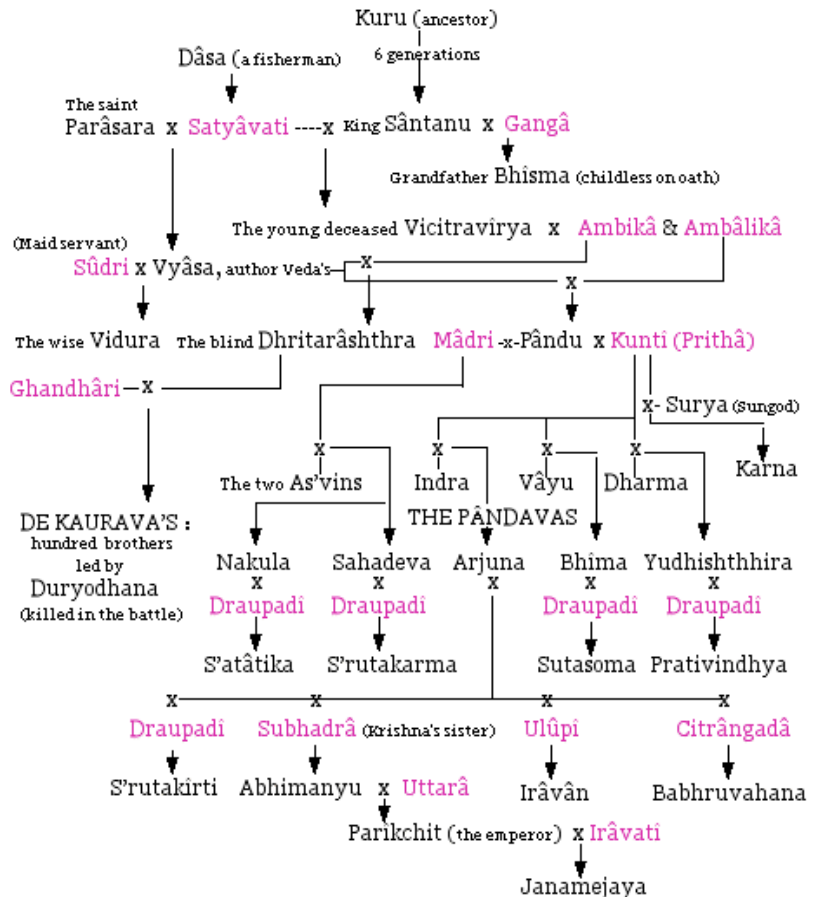 Kuru (ancestor)
Dâsa (a fisherman) 6 generations
The saint
Parâsara x Satyâvati ----x King Sântanu x Gangâ
Grandfather Bhîsma (childless on oath)
The young deceased Vicitravîrya x Ambikâ & Ambâlikâ
(Maid servant)
Sûdri x Vyâsa, author Veda's x
x
The wise Vidura The blind Dhritarâshthra Mâdri -x-Pându x Kuntî (Prithâ)
Ghandhâri x
x- Surya (Sungod)
x x x x
Karna
The two As'vins Indra Vâyu Dharma
DE KAURAVA'S : THE PÂNDAVAS
hundred brothers
led by
Duryodhana
(killed in the battle)
Nakula Sahadeva Arjuna Bhîma Yudhishthhira
x x x x
Draupadî Draupadî Draupadî Draupadî
S'atâtika S'rutakarma Sutasoma Prativindhya
x x x x
Draupadî Subhadrâ (Krishna's sister) Ulûpî Citrângadâ
S'rutakîrti Abhimanyu x Uttarâ Irâvân Babhruvahana
Parîkchit (the emperor) x Irâvatî
Janamejaya